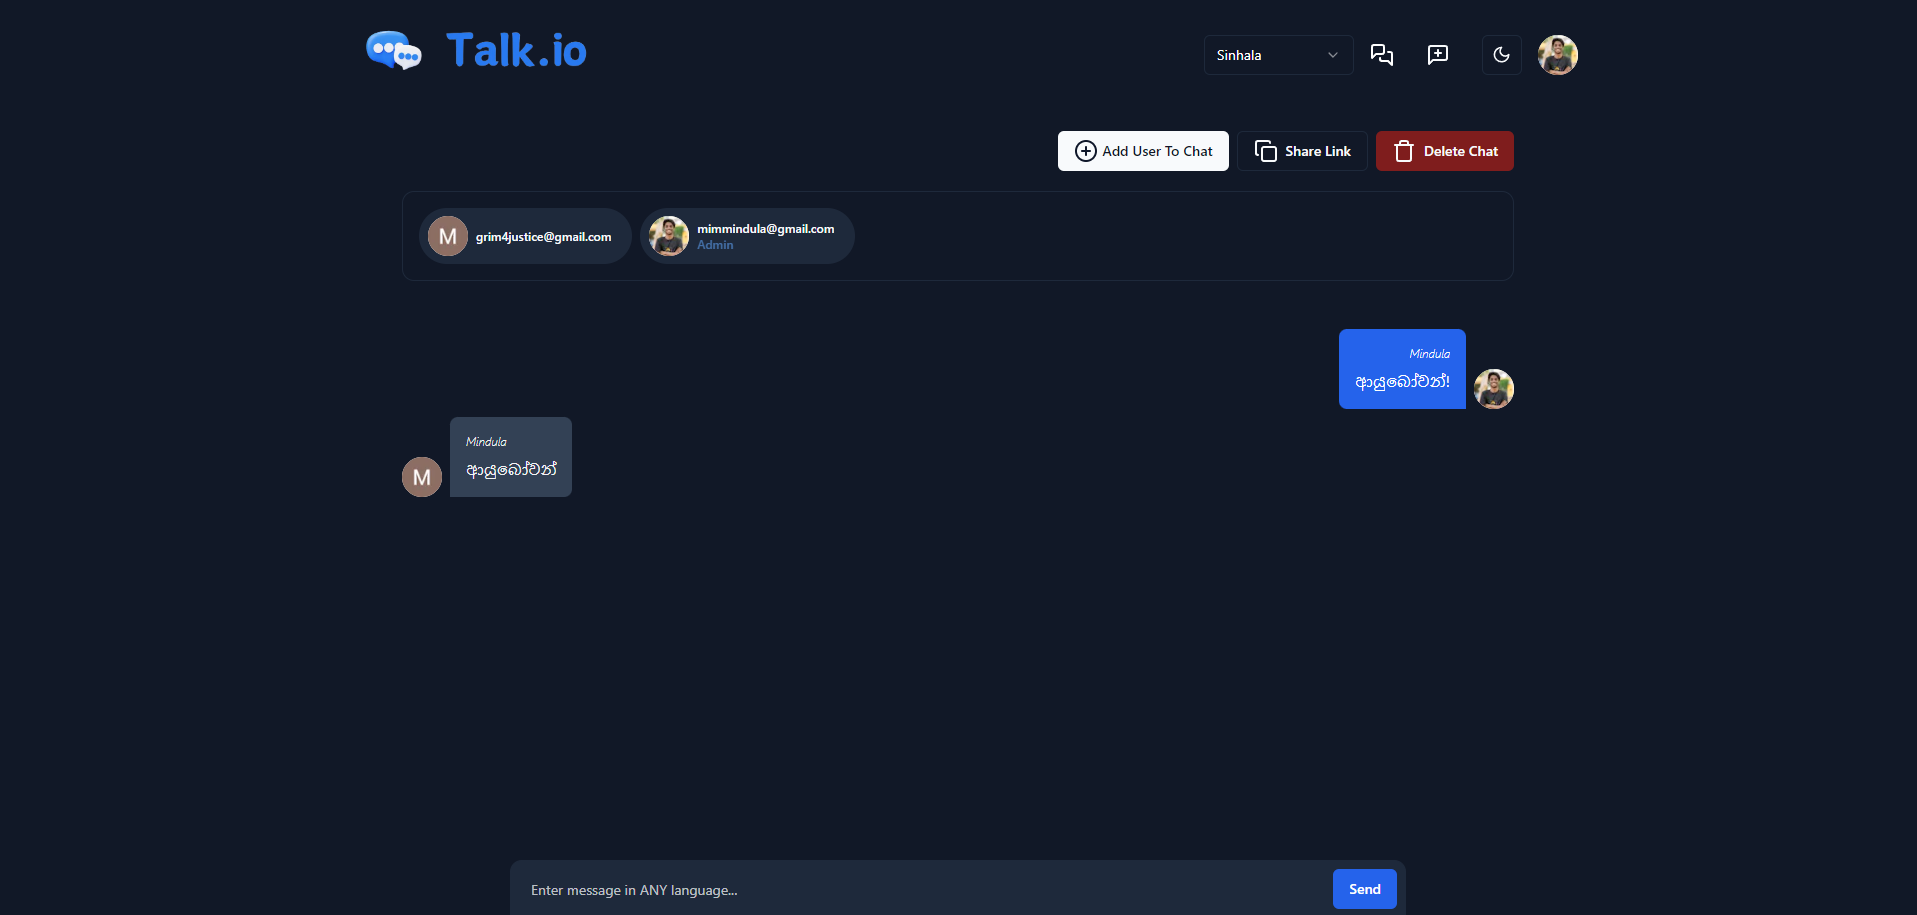 Talk.io
Sinhala
Add User To Chat
Share Link
Delete Chat
M
grim4justice@gmail.com
mimmindula@gmail.com
Admin
Mindula
ආයුබෝවන්!
Mindula
ආයුබෝවන්
M
Enter message in ANY language...
Send